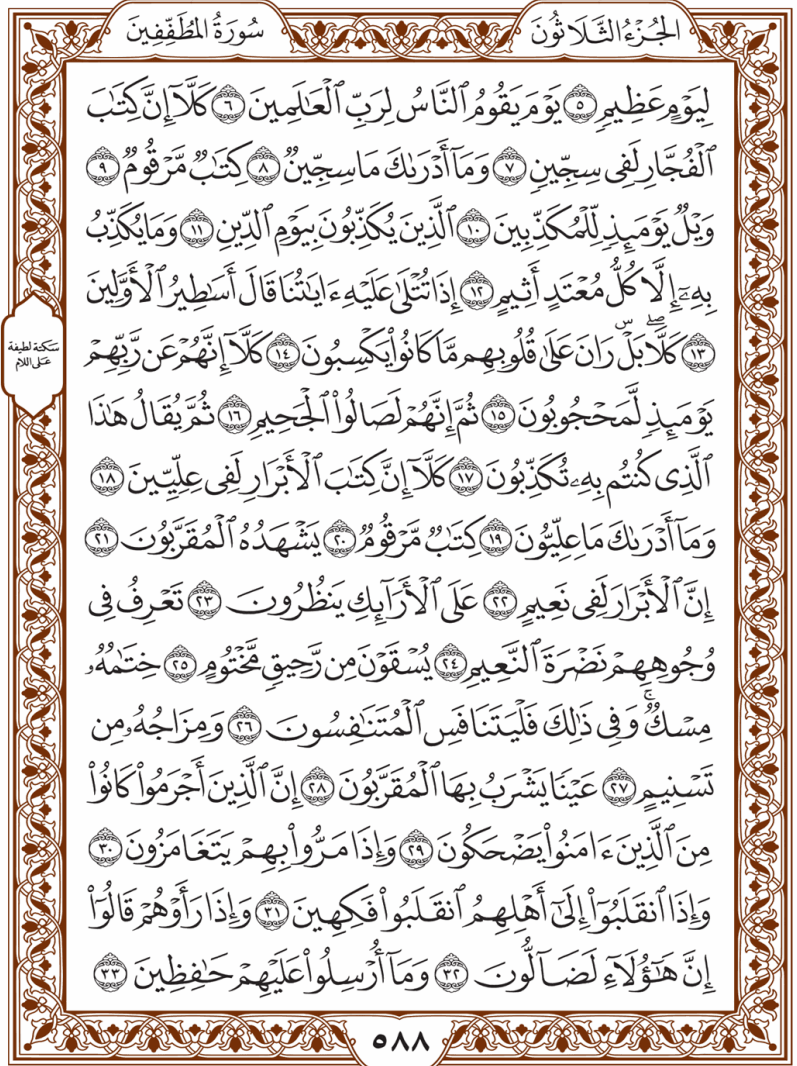 الجُزْءُ الثَّلَاثُونَ
سُورَةُ المُطَفِّفِينَ
لِيَوْمٍ عَظِيمٖ ٥ يَوْمَ يَقُومُ ٱلنَّاسُ لِرَبِّ ٱلْعَٰلَمِينَ ٦ كَلَّآ إِنَّ كِتَٰبَ
ٱلْفُجَّارِ لَفِى سِجِّينٖ ٧ وَمَآ أَدْرَىٰكَ مَا سِجِّينٞ ٨ كِتَٰبٞ مَّرْقُومٞ ٩
وَيْلٞ يَوْمَئِذٖ لِّلْمُكَذِّبِينَ ١٠ ٱلَّذِينَ يُكَذِّبُونَ بِيَوْمِ ٱلدِّينِ ١١ وَمَا يُكَذِّبُ
بِهِۦٓ إِلَّا كُلُّ مُعْتَدٍ أَثِيمٍ ١٢ إِذَا تُتْلَىٰ عَلَيْهِ ءَايَٰتُنَا قَالَ أَسَٰطِيرُ ٱلْأَوَّلِينَ
١٣ كَلَّاۖ بَلْۜ رَانَ عَلَىٰ قُلُوبِهِم مَّا كَانُوا۟ يَكْسِبُونَ ١٤ كَلَّآ إِنَّهُمْ عَن رَّبِّهِمْ
سكتة لطيفة
على اللام
يَوْمَئِذٖ لَّمَحْجُوبُونَ ١٥ ثُمَّ إِنَّهُمْ لَصَالُوا۟ ٱلْجَحِيمِ ١٦ ثُمَّ يُقَالُ هَٰذَا
ٱلَّذِى كُنتُم بِهِۦ تُكَذِّبُونَ ١٧ كَلَّآ إِنَّ كِتَٰبَ ٱلْأَبْرَارِ لَفِى عِلِّيِّينَ ١٨
وَمَآ أَدْرَىٰكَ مَا عِلِّيُّونَ ١٩ كِتَٰبٞ مَّرْقُومٞ ٢٠ يَشْهَدُهُ ٱلْمُقَرَّبُونَ ٢١
إِنَّ ٱلْأَبْرَارَ لَفِى نَعِيمٍ ٢٢ عَلَى ٱلْأَرَآئِكِ يَنظُرُونَ ٢٣ تَعْرِفُ فِى
وُجُوهِهِمْ نَضْرَةَ ٱلنَّعِيمِ ٢٤ يُسْقَوْنَ مِن رَّحِيقٖ مَّخْتُومٍ ٢٥ خِتَٰمُهُۥ
مِسْكٞۚ وَفِى ذَٰلِكَ فَلْيَتَنَافَسِ ٱلْمُتَنَٰفِسُونَ ٢٦ وَمِزَاجُهُۥ مِن
تَسْنِيمٍ ٢٧ عَيْنٗا يَشْرَبُ بِهَا ٱلْمُقَرَّبُونَ ٢٨ إِنَّ ٱلَّذِينَ أَجْرَمُوا۟ كَانُوا۟
مِنَ ٱلَّذِينَ ءَامَنُوا۟ يَضْحَكُونَ ٢٩ وَإِذَا مَرُّوا۟ بِهِمْ يَتَغَامَزُونَ ٣٠
وَإِذَا ٱنقَلَبُوٓا۟ إِلَىٰٓ أَهْلِهِمُ ٱنقَلَبُوا۟ فَكِهِينَ ٣١ وَإِذَا رَأَوْهُمْ قَالُوٓا۟
إِنَّ هَٰٓؤُلَآءِ لَضَآلُّونَ ٣٢ وَمَآ أُرْسِلُوا۟ عَلَيْهِمْ حَٰفِظِينَ ٣٣
٥٨٨